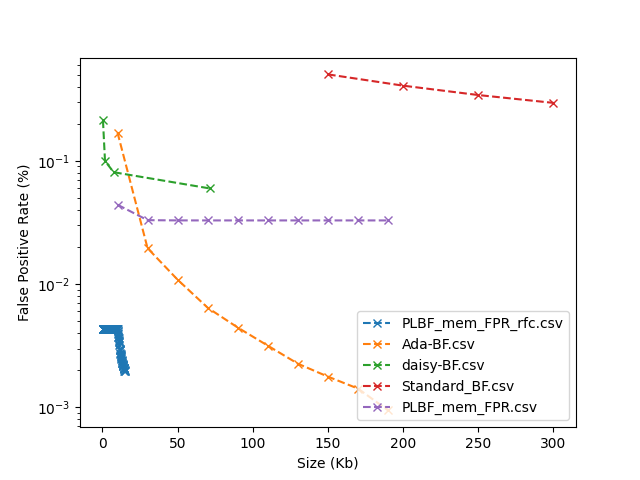 False Positive Rate (%)
10⁻¹
10⁻²
10⁻³
0 50 100 150 200 250 300
Size (Kb)
PLBF_mem_FPR_rfc.csv
Ada-BF.csv
daisy-BF.csv
Standard_BF.csv
PLBF_mem_FPR.csv